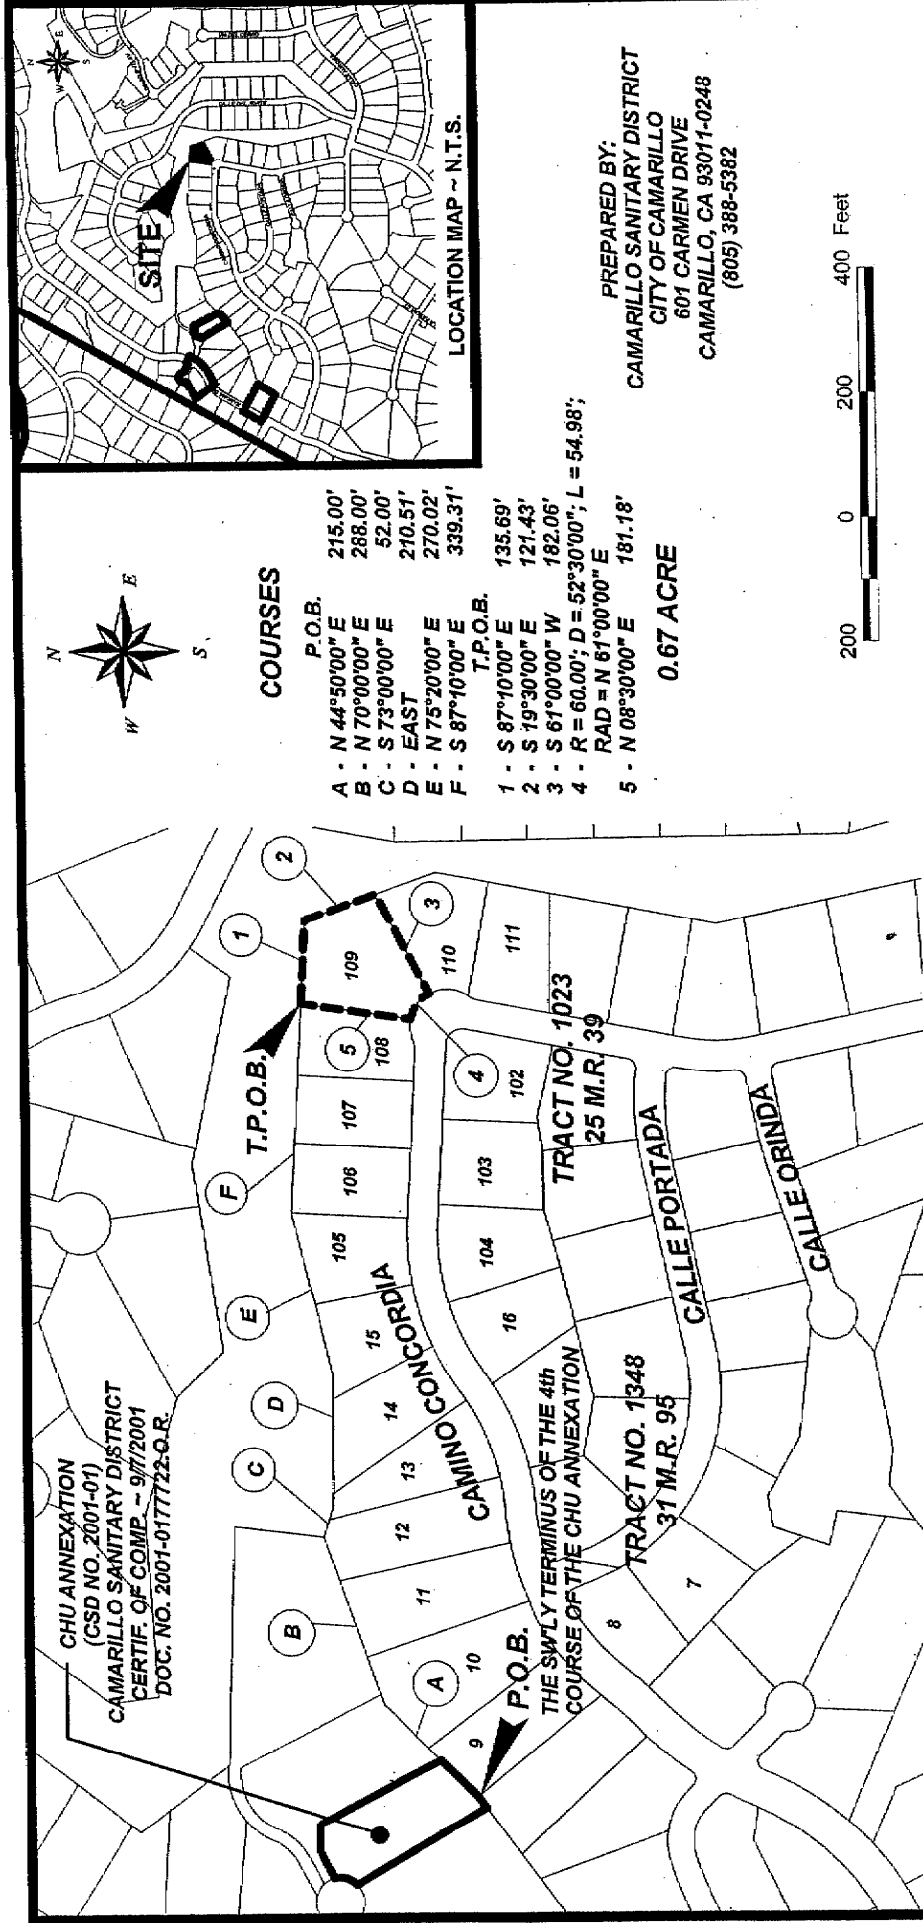 CHU ANNEXATION
(CSD NO. 2001-01)
CAMARILLO SANITARY DISTRICT
CERTIF. OF COMP. ~ 9/7/2001
DOC. NO. 2001-0177722-O.R.
A
B
C
D
E
F
1
2
3
4
5
T.P.O.B.
P.O.B.
THE SW'LY TERMINUS OF THE 4th
COURSE OF THE CHU ANNEXATION
9
10
11
12
13
14
15
105
106
107
108
109
110
111
102
103
104
16
8
7
CAMINO CONCORDIA
TRACT NO. 1023
25 M.R. 39
TRACT NO. 1348
31 M.R. 95
CALLE PORTADA
CALLE ORINDA
N
E
S
W
COURSES
P.O.B.
A - N 44°50'00" E 215.00'
B - N 70°00'00" E 288.00'
C - S 73°00'00" E 52.00'
D - EAST 210.51'
E - N 75°20'00" E 270.02'
F - S 87°10'00" E 339.31'
T.P.O.B.
1 - S 87°10'00" E 135.69'
2 - S 19°30'00" E 121.43'
3 - S 61°00'00" W 182.06'
4 - R = 60.00'; D = 52°30'00"; L = 54.98';
RAD = N 61°00'00" E
5 - N 08°30'00" E 181.18'
0.67 ACRE
N
E
S
W
SITE
LOCATION MAP ~ N.T.S.
PREPARED BY:
CAMARILLO SANITARY DISTRICT
CITY OF CAMARILLO
601 CARMEN DRIVE
CAMARILLO, CA 93011-0248
(805) 388-5382
200 0 200 400 Feet